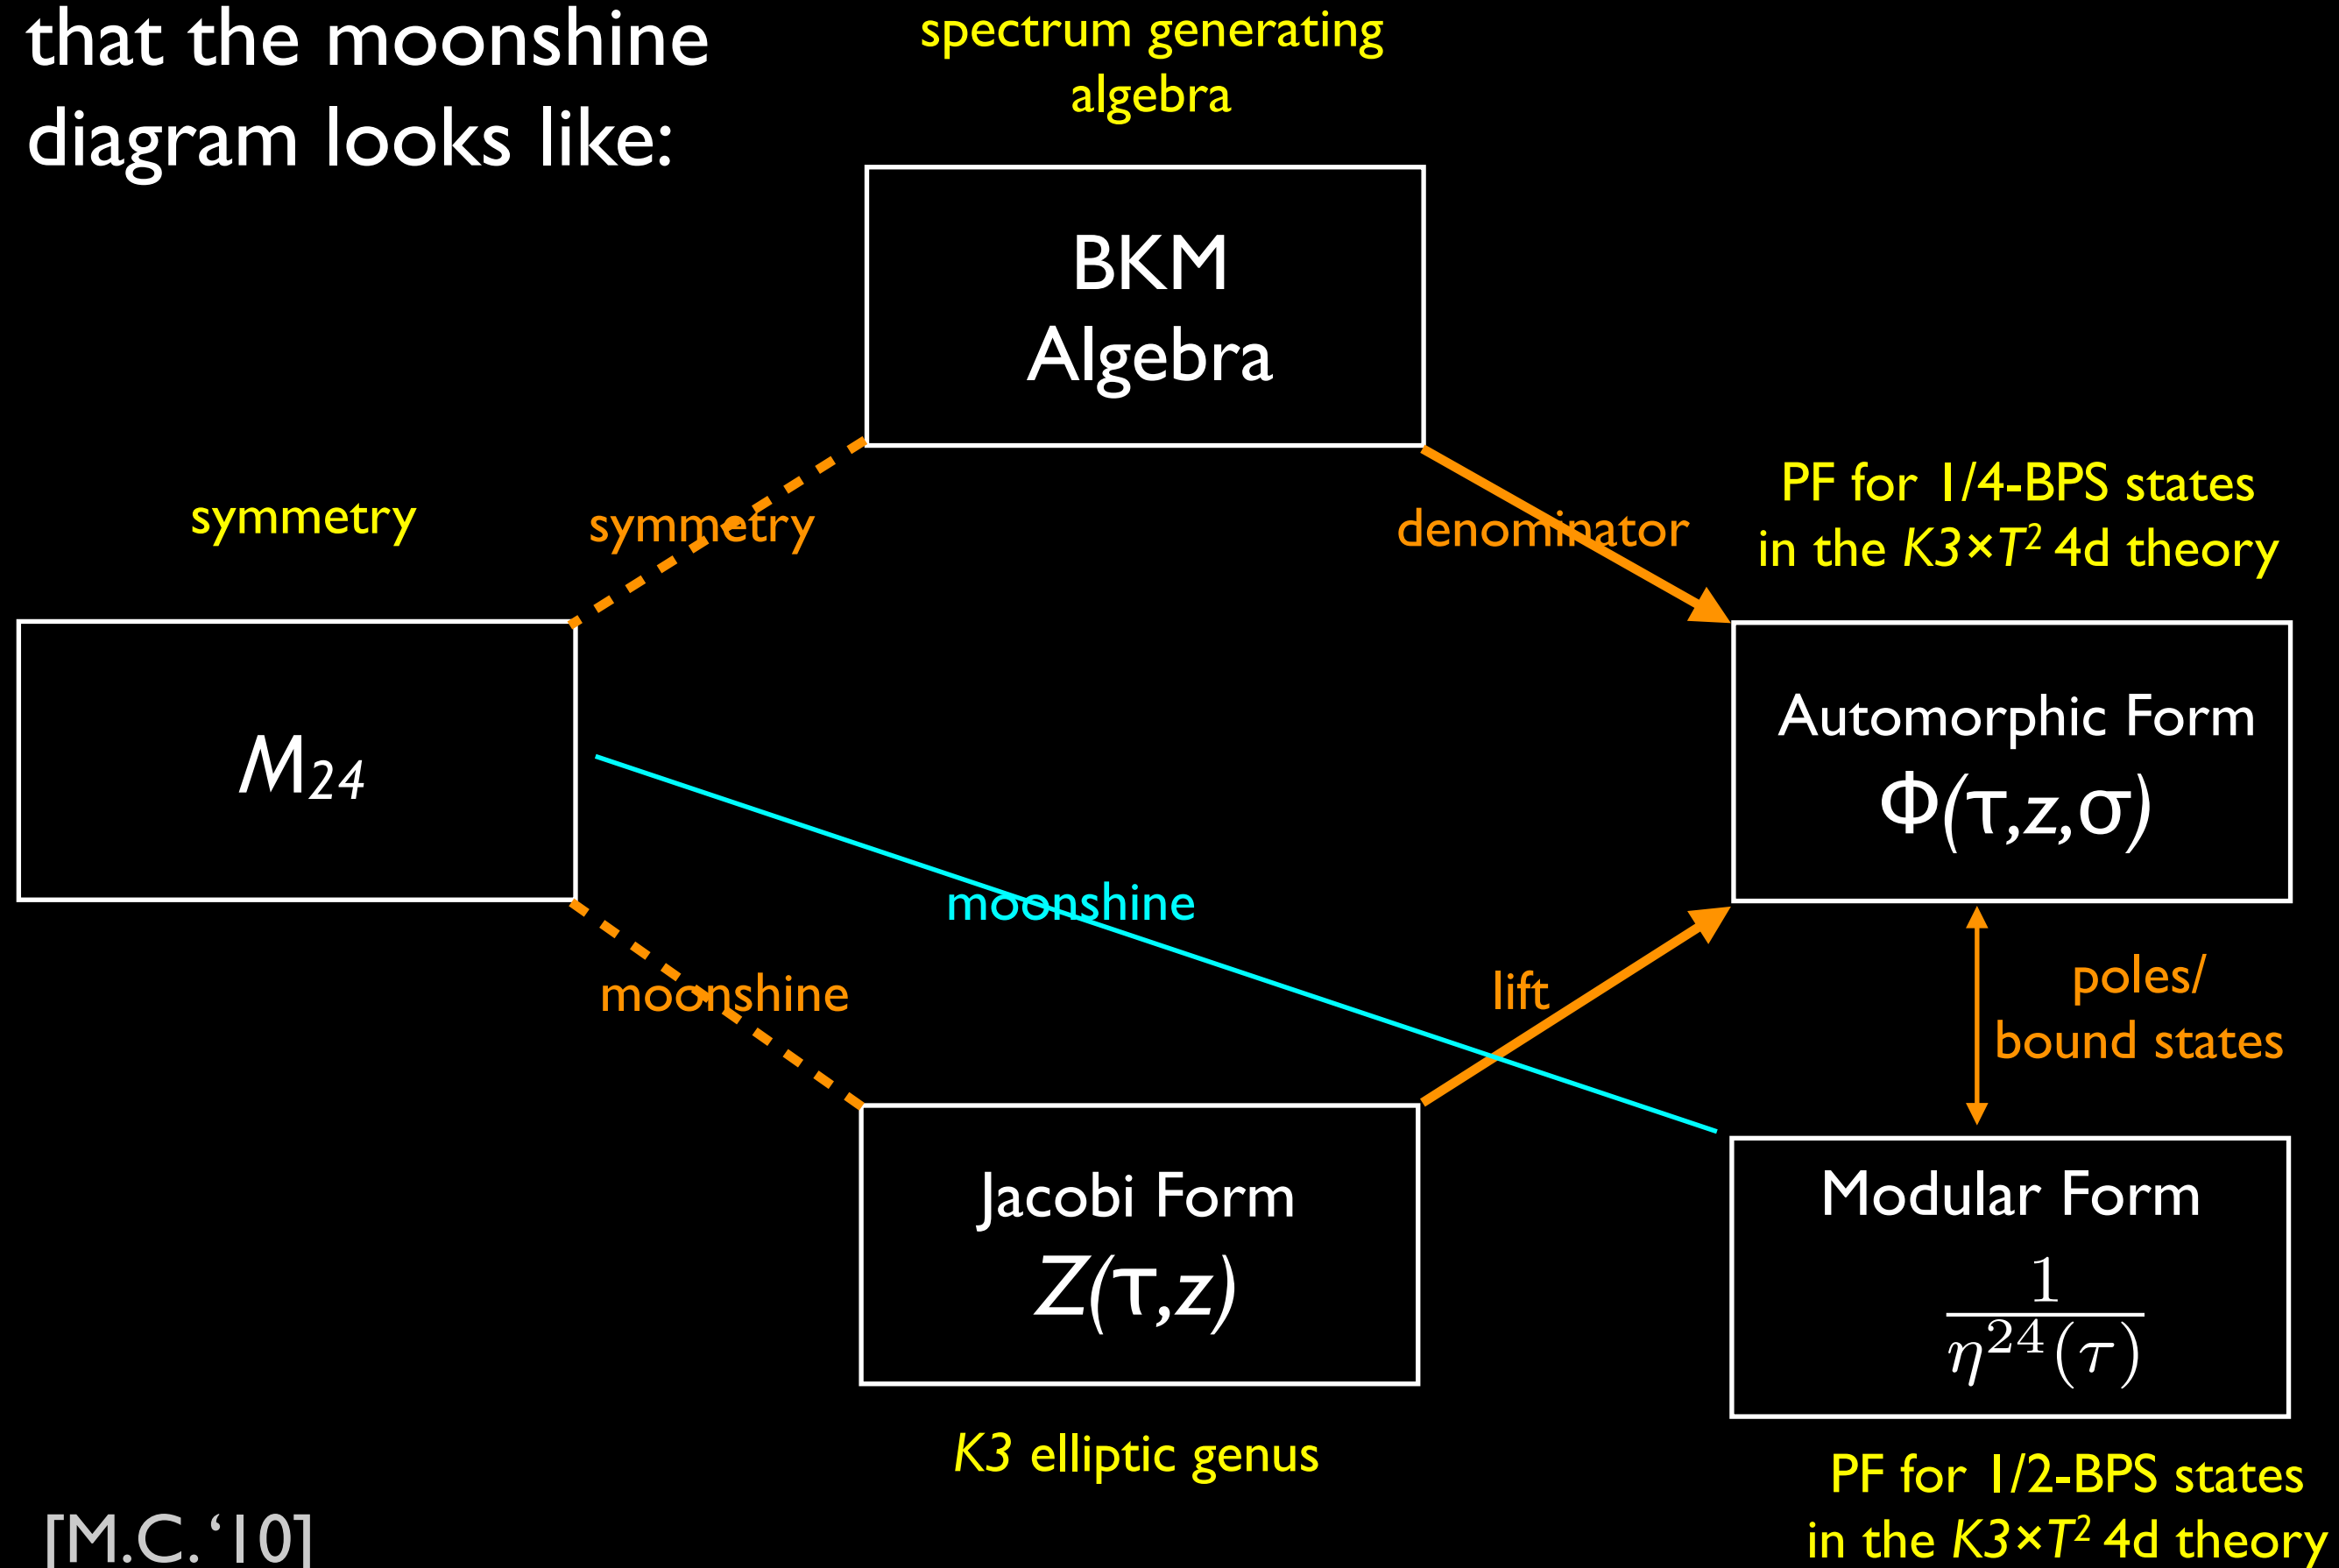 that the moonshine
diagram looks like:
spectrum generating
algebra
BKM
Algebra
symmetry
symmetry
denominator
PF for 1/4-BPS states
in the K3×T² 4d theory
M₂₄
Automorphic Form
Φ(τ,z,σ)
moonshine
moonshine
lift
poles/
bound states
Jacobi Form
Z(τ,z)
Modular Form
1
η²⁴(τ)
K3 elliptic genus
PF for 1/2-BPS states
in the K3×T² 4d theory
[M.C.‘10]